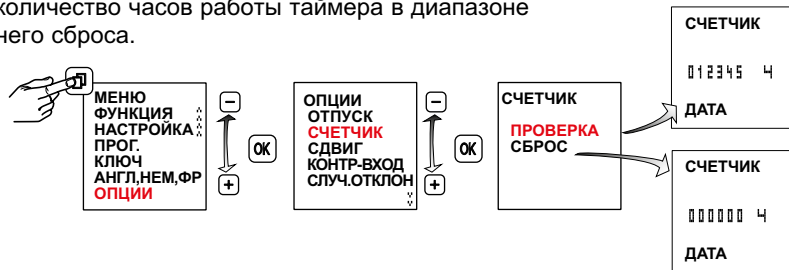 количество часов работы таймера в диапазоне
него сброса.
МЕНЮ
ФУНКЦИЯ
НАСТРОЙКА
ПРОГ.
КЛЮЧ
АНГЛ,НЕМ,ФР
ОПЦИИ
−
OK
+
ОПЦИИ
ОТПУСК
СЧЕТЧИК
СДВИГ
КОНТР-ВХОД
СЛУЧ.ОТКЛОН
−
OK
+
СЧЕТЧИК
ПРОВЕРКА
СБРОС
СЧЕТЧИК
012345 Ч
ДАТА
СЧЕТЧИК
000000 Ч
ДАТА